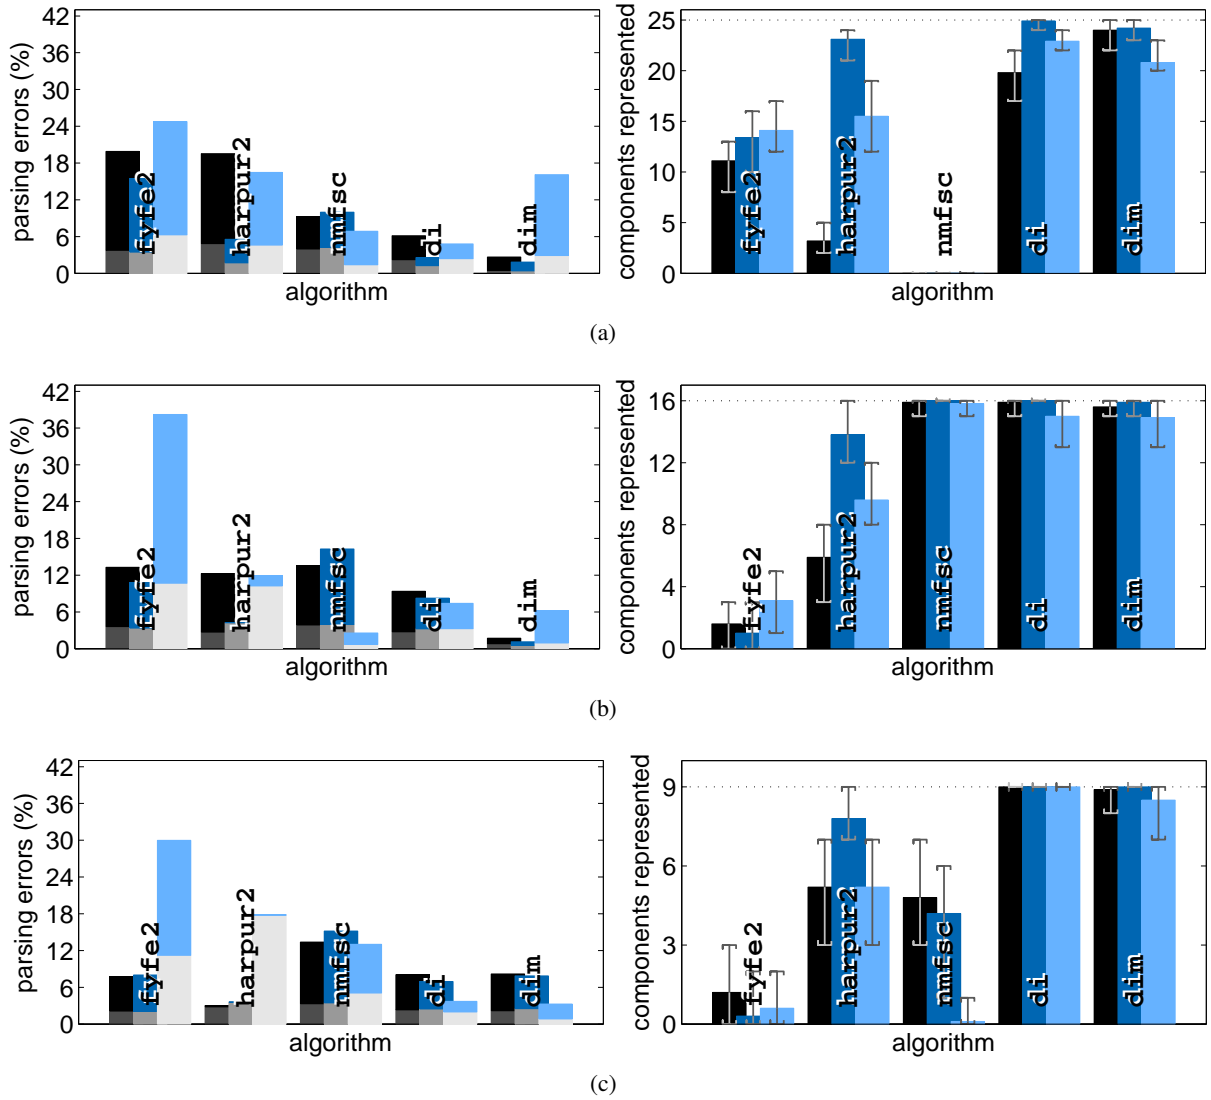 parsing errors (%)
42
36
30
24
18
12
6
0
fyfe2
harpur2
nmfsc
di
dim
algorithm
components represented
25
20
15
10
5
0
fyfe2
harpur2
nmfsc
di
dim
algorithm
(a)
parsing errors (%)
42
36
30
24
18
12
6
0
fyfe2
harpur2
nmfsc
di
dim
algorithm
components represented
16
12
8
4
0
fyfe2
harpur2
nmfsc
di
dim
algorithm
(b)
parsing errors (%)
42
36
30
24
18
12
6
0
fyfe2
harpur2
nmfsc
di
dim
algorithm
components represented
9
6
3
0
fyfe2
harpur2
nmfsc
di
dim
algorithm
(c)